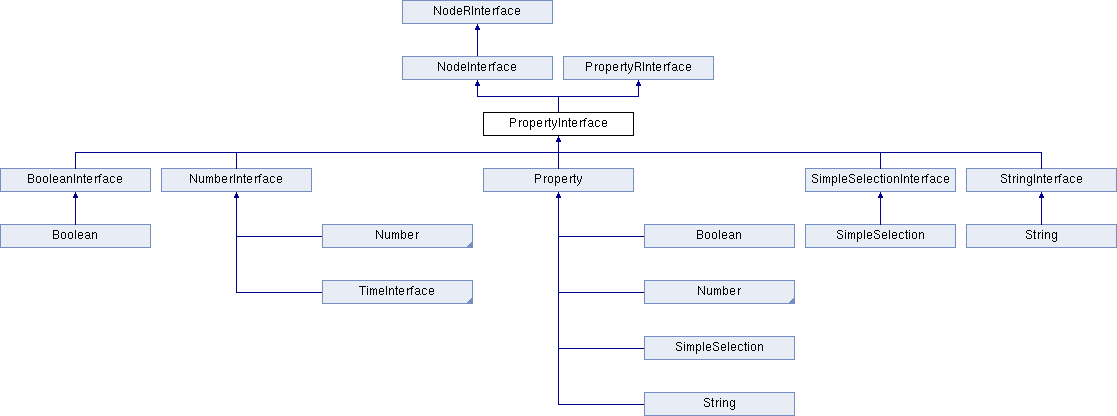 NodeRInterface
NodeInterface
PropertyRInterface
PropertyInterface
BooleanInterface
NumberInterface
Property
SimpleSelectionInterface
StringInterface
Boolean
Number
Boolean
SimpleSelection
String
TimeInterface
Number
SimpleSelection
String